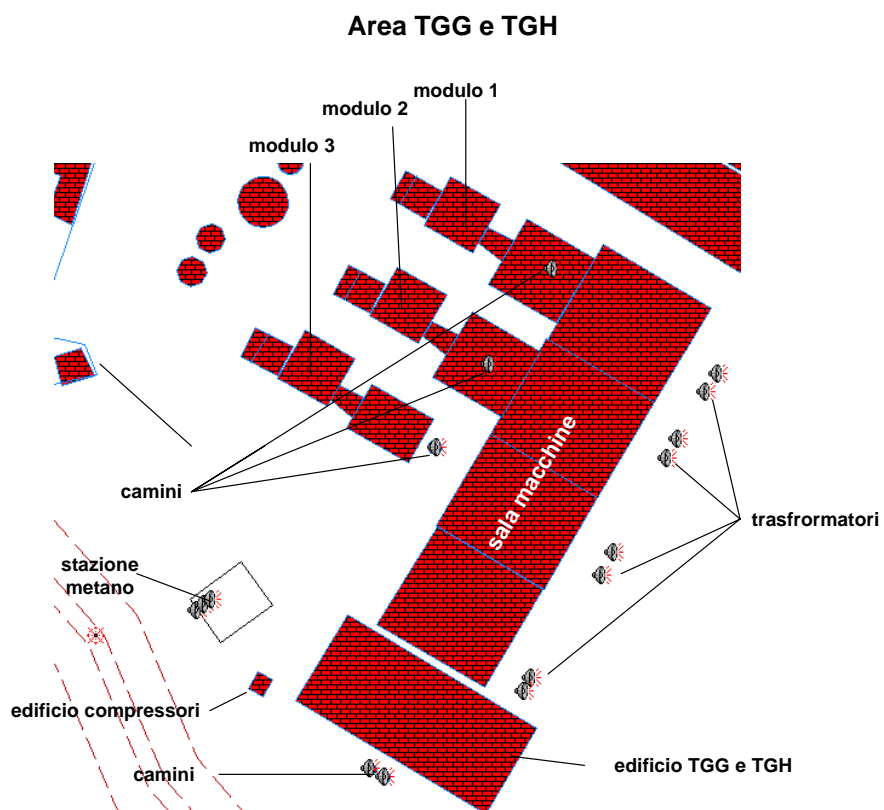 Area TGG e TGH
modulo 1
modulo 2
modulo 3
sala macchine
camini
trasfrormatori
stazione
metano
edificio compressori
edificio TGG e TGH
camini